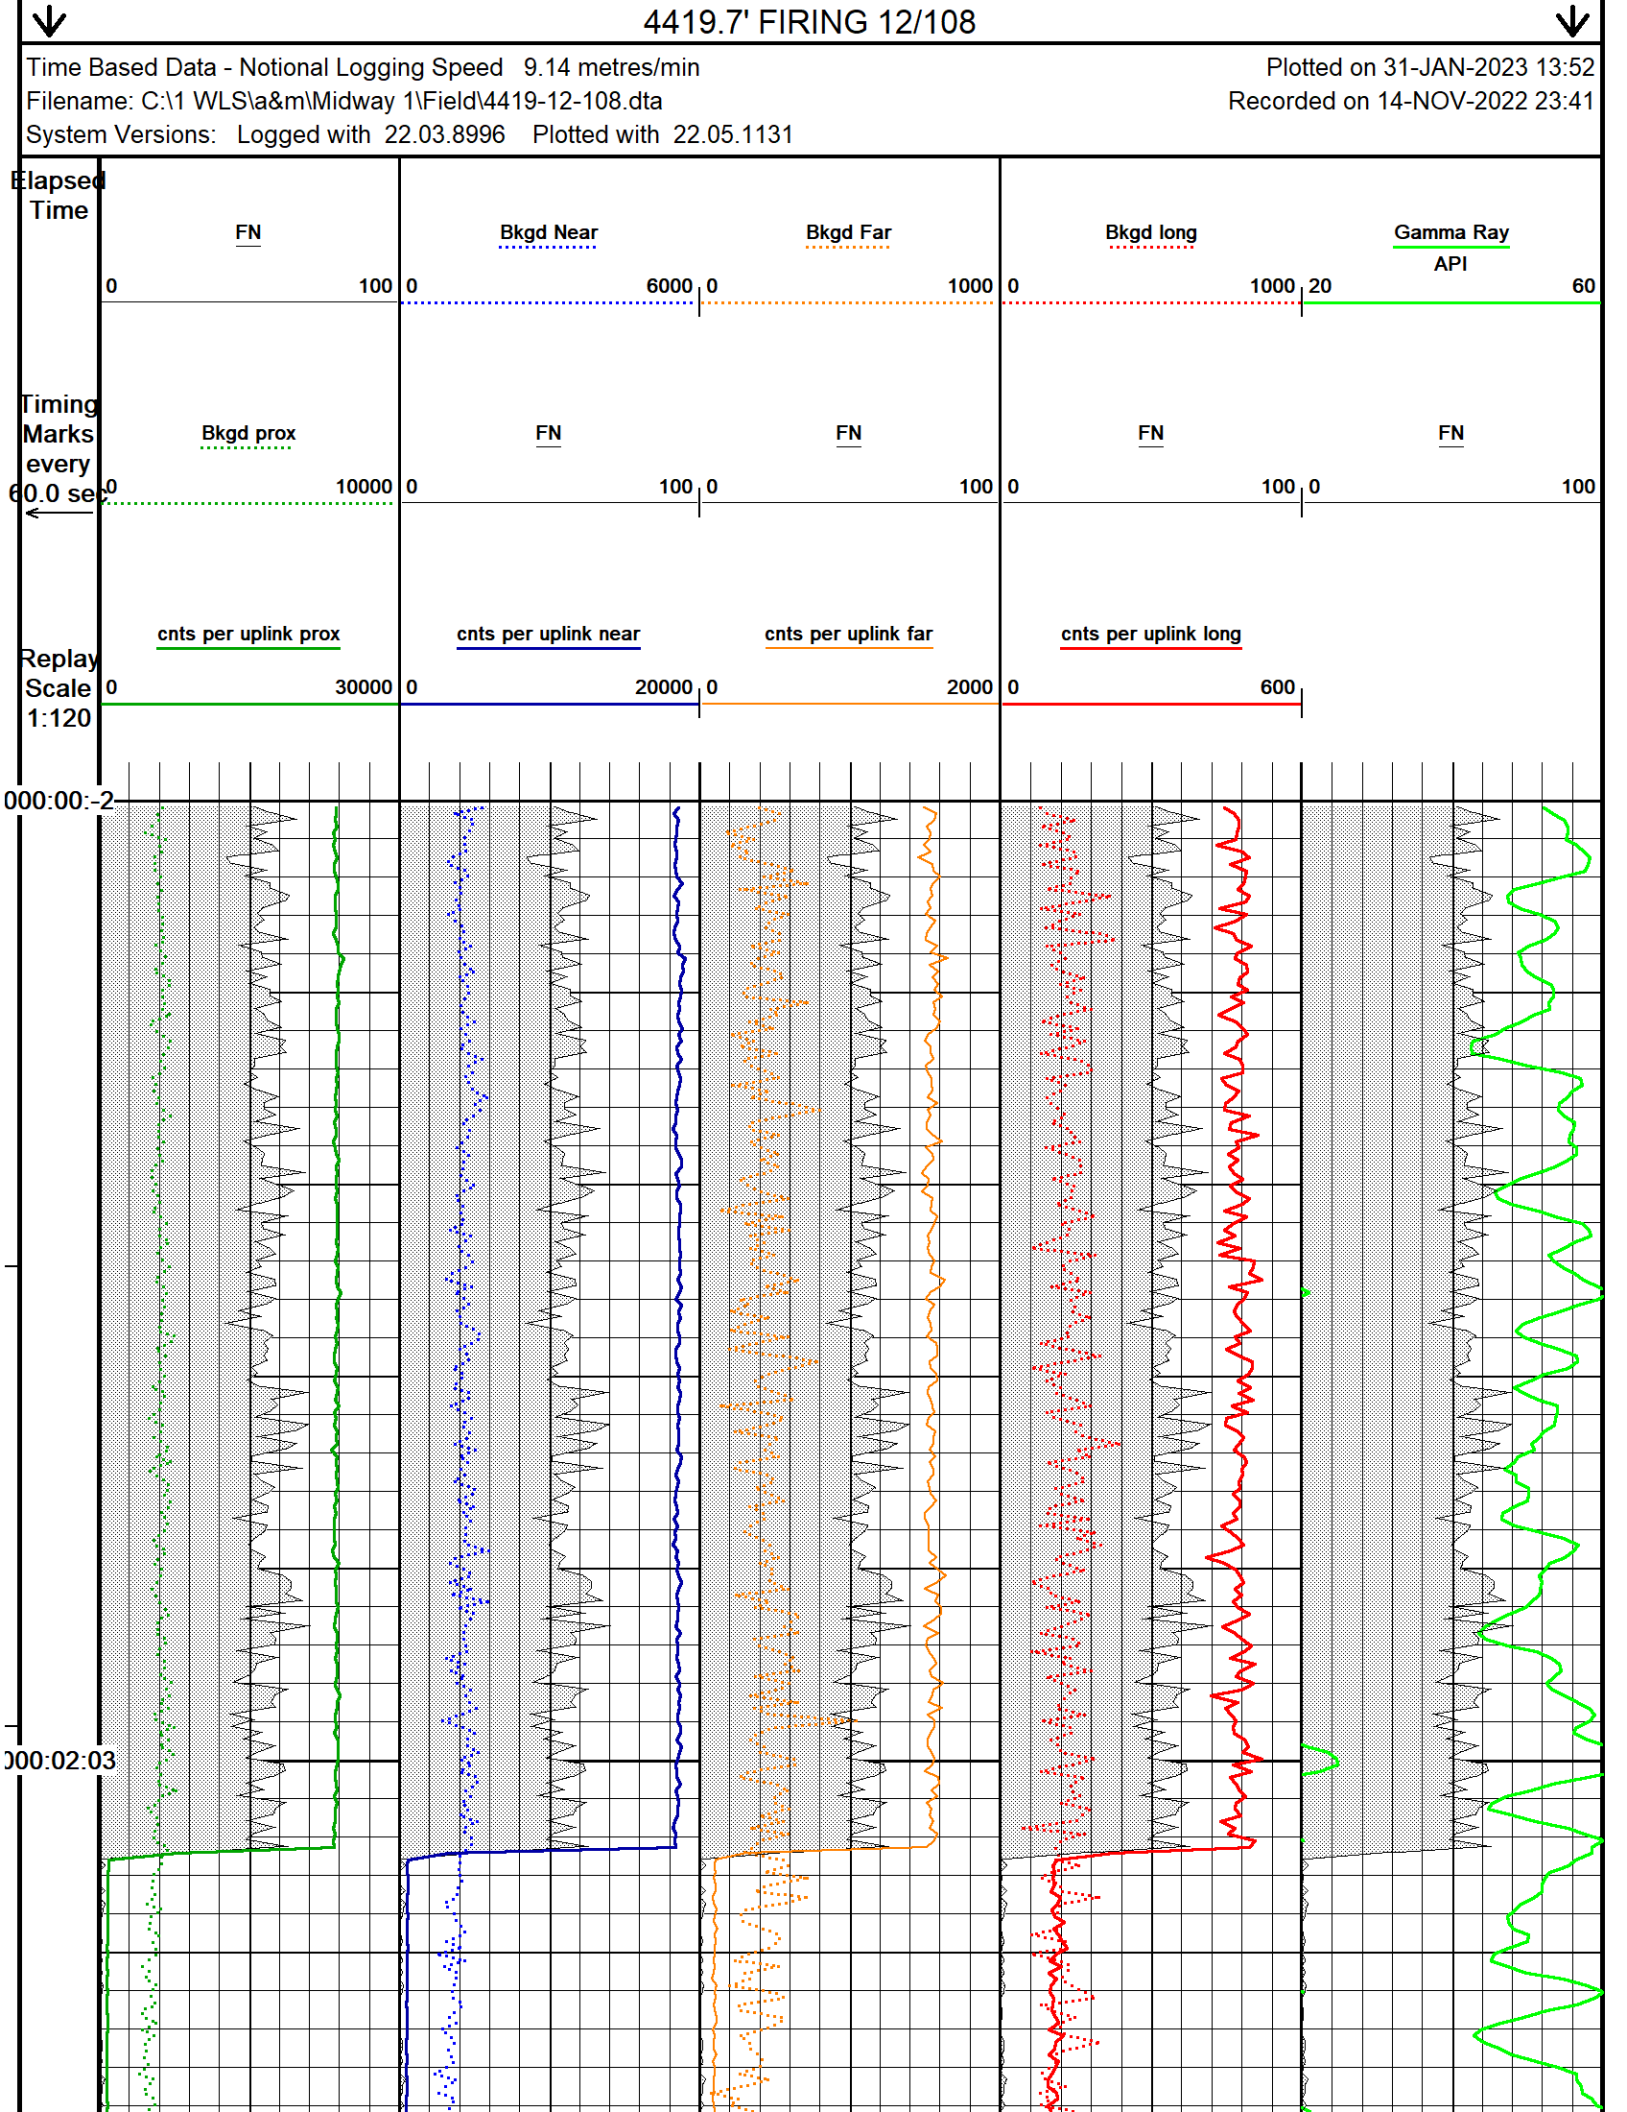 4419.7' FIRING 12/108
Time Based Data - Notional Logging Speed 9.14 metres/min Plotted on 31-JAN-2023 13:52
Filename: C:\1 WLS\a&m\Midway 1\Field\4419-12-108.dta Recorded on 14-NOV-2022 23:41
System Versions: Logged with 22.03.8996 Plotted with 22.05.1131
Elapsed
Time
FN Bkgd Near Bkgd Far Bkgd long Gamma Ray
API
0 100 0 6000 0 1000 0 1000 20 60
Timing
Marks
every
60.0 sec
Bkgd prox FN FN FN FN
0 10000 0 100 0 100 0 100 0 100
cnts per uplink prox cnts per uplink near cnts per uplink far cnts per uplink long
Replay
Scale
1:120
0 30000 0 20000 0 2000 0 600
000:00:-2
000:02:03